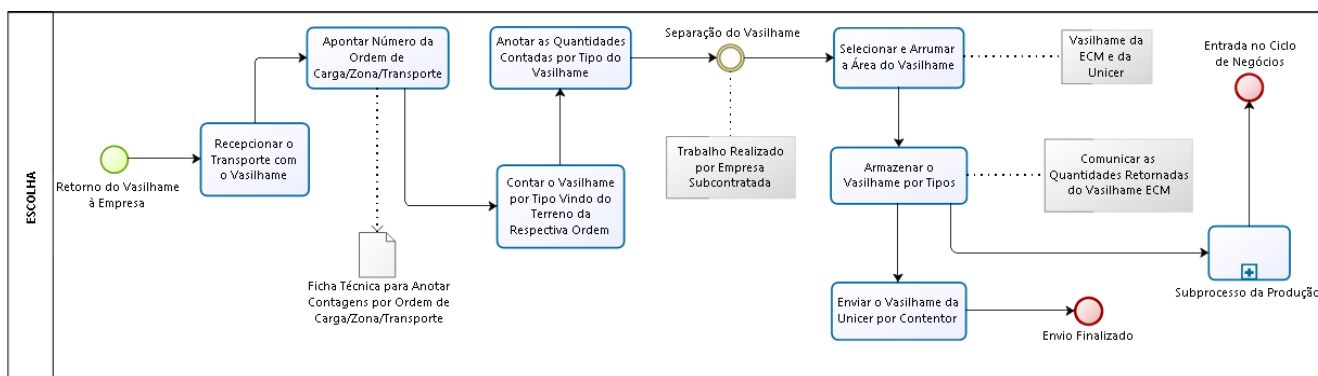 ESCOLHA
Retorno do Vasilhame
à Empresa
Recepcionar o
Transporte com
o Vasilhame
Apontar Número da
Ordem de
Carga/Zona/Transporte
Ficha Técnica para Anotar
Contagens por Ordem de
Carga/Zona/Transporte
Contar o Vasilhame
por Tipo Vindo do
Terreno da
Respectiva Ordem
Anotar as Quantidades
Contadas por Tipo do
Vasilhame
Separação do Vasilhame
Trabalho Realizado
por Empresa
Subcontratada
Selecionar e Arrumar
a Área do Vasilhame
Vasilhame da
ECM e da
Unicer
Armazenar o
Vasilhame por Tipos
Comunicar as
Quantidades Retornadas
do Vasilhame ECM
Enviar o Vasilhame da
Unicer por Contentor
Envio Finalizado
Subprocesso da Produção
Entrada no Ciclo
de Negócios